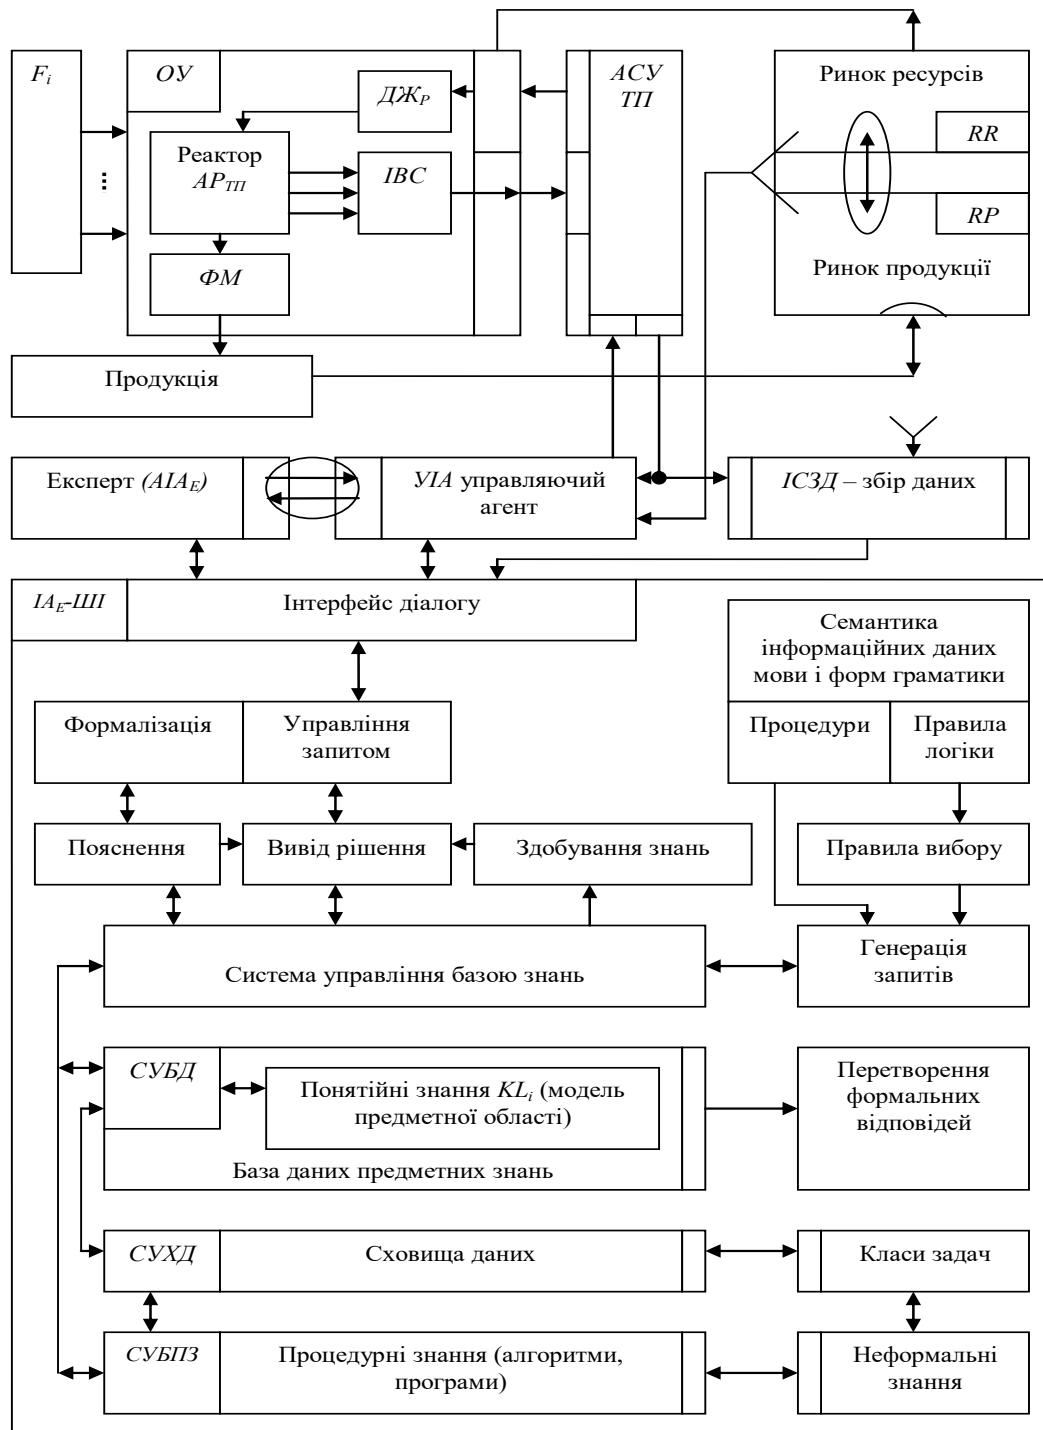 F_i
ОУ
АСУ
ТП
Ринок ресурсів
ДЖ_Р
RR
Реактор
АР_ТП
ІВС
RP
ФМ
Ринок продукції
Продукція
Експерт (AIA_E)
УІА управляючий
агент
ІСЗД – збір даних
IA_E-ШІ
Інтерфейс діалогу
Семантика
інформаційних даних
мови і форм граматики
Формалізація
Управління
запитом
Процедури
Правила
логіки
Пояснення
Вивід рішення
Здобування знань
Правила вибору
Система управління базою знань
Генерація
запитів
СУБД
Понятійні знання KL_i (модель
предметної області)
База даних предметних знань
Перетворення
формальних
відповідей
СУХД
Сховища даних
Класи задач
СУБПЗ
Процедурні знання (алгоритми,
програми)
Неформальні
знання